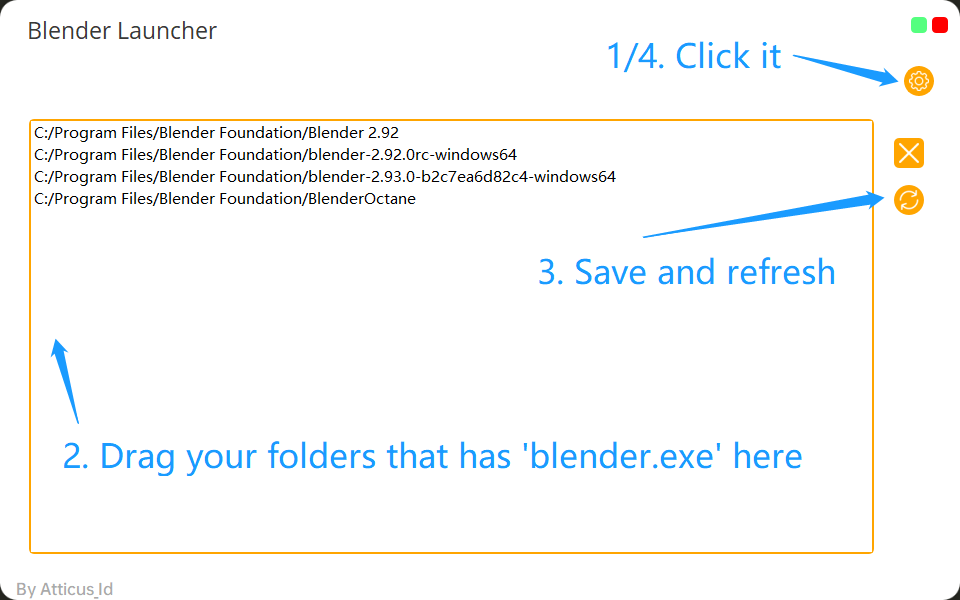 Blender Launcher
1/4. Click it
C:/Program Files/Blender Foundation/Blender 2.92
C:/Program Files/Blender Foundation/blender-2.92.0rc-windows64
C:/Program Files/Blender Foundation/blender-2.93.0-b2c7ea6d82c4-windows64
C:/Program Files/Blender Foundation/BlenderOctane
3. Save and refresh
2. Drag your folders that has 'blender.exe' here
By Atticus_Id